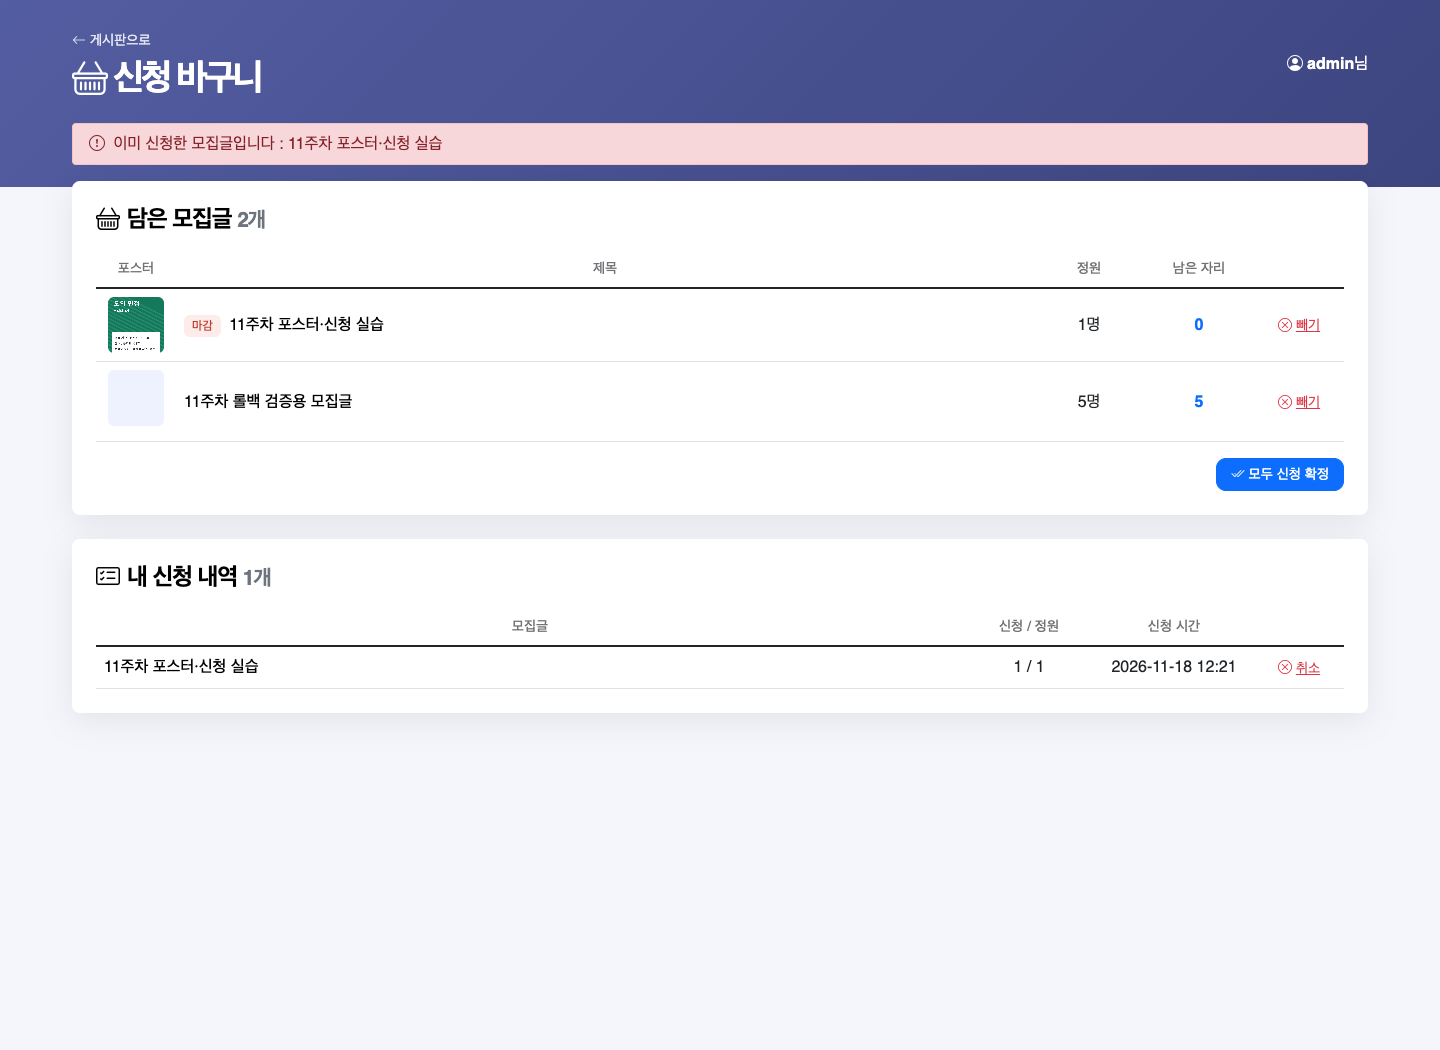 게시판으로
신청 바구니
admin님
이미 신청한 모집글입니다 : 11주차 포스터·신청 실습
담은 모집글 2개
포스터 제목 정원 남은 자리
마감 11주차 포스터·신청 실습 1명 0 빼기
11주차 롤백 검증용 모집글 5명 5 빼기
모두 신청 확정
내 신청 내역 1개
모집글 신청 / 정원 신청 시간
11주차 포스터·신청 실습 1 / 1 2026-11-18 12:21 취소